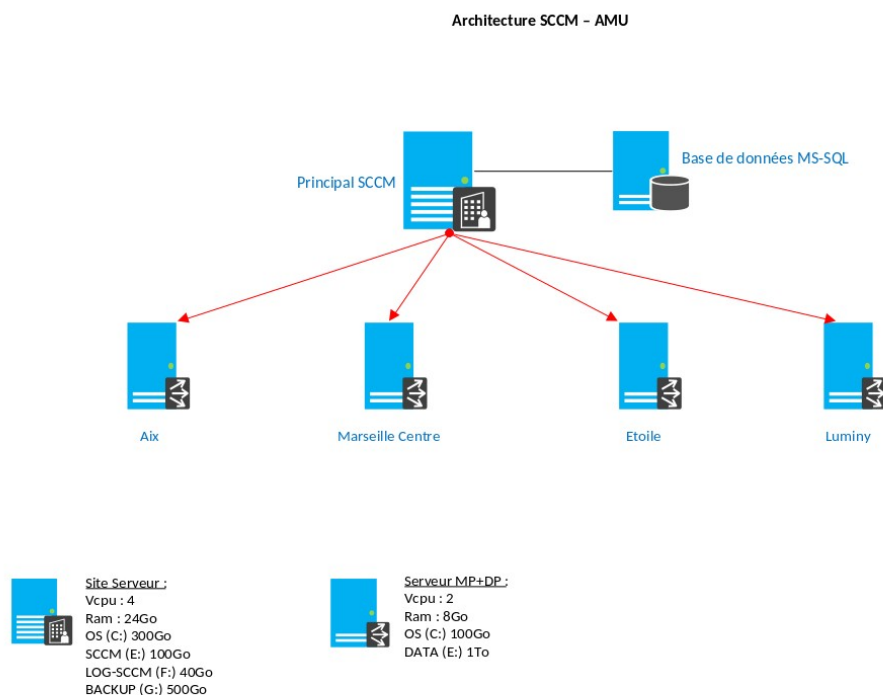 Architecture SCCM – AMU
Principal SCCM
Base de données MS-SQL
Aix
Marseille Centre
Etoile
Luminy
Site Serveur :
Vcpu : 4
Ram : 24Go
OS (C:) 300Go
SCCM (E:) 100Go
LOG-SCCM (F:) 40Go
BACKUP (G:) 500Go
Serveur MP+DP :
Vcpu : 2
Ram : 8Go
OS (C:) 100Go
DATA (E:) 1To